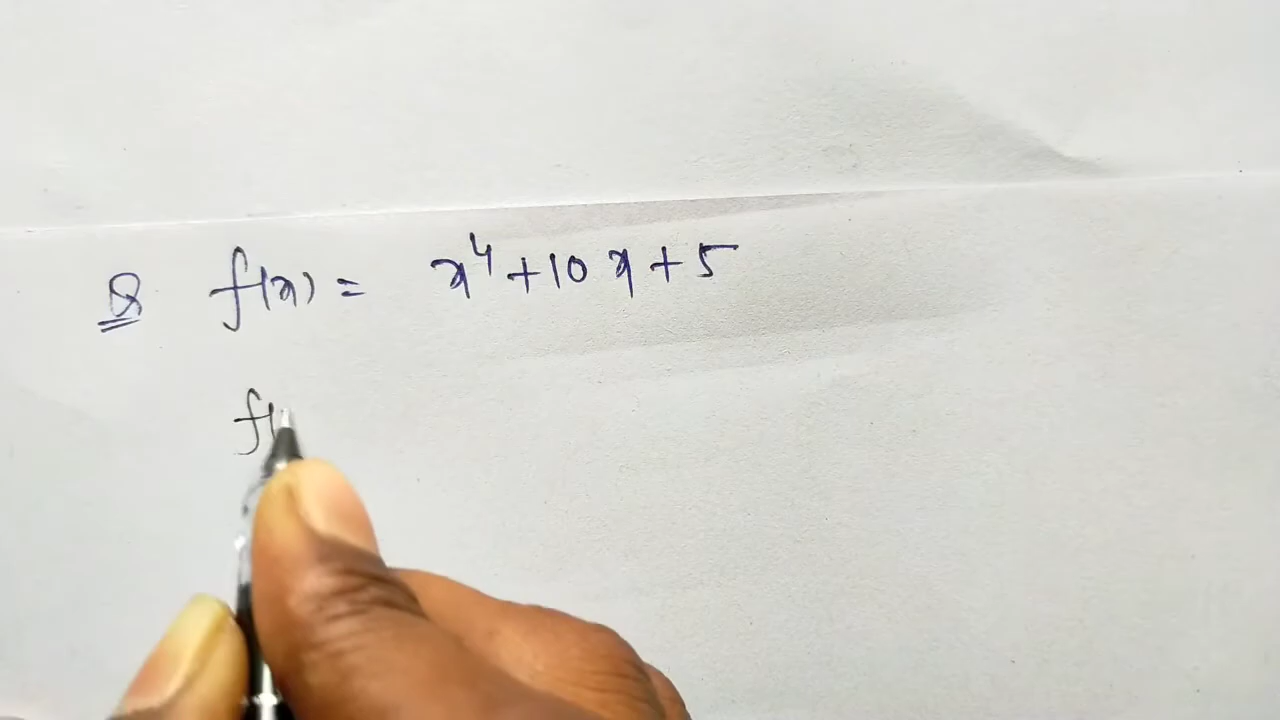 Q f(x) = x⁴ + 10x + 5
f(